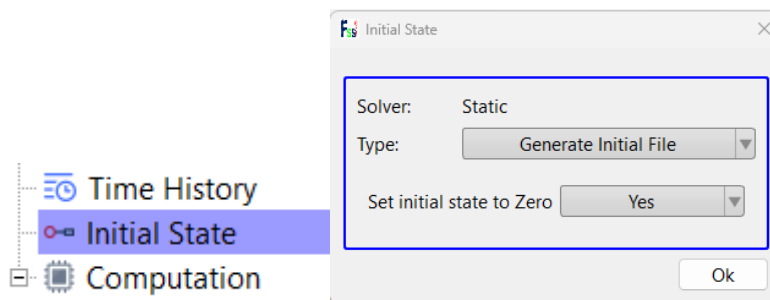 Initial State
Solver: Static
Type: Generate Initial File
Set initial state to Zero Yes
Ok
Time History
Initial State
Computation